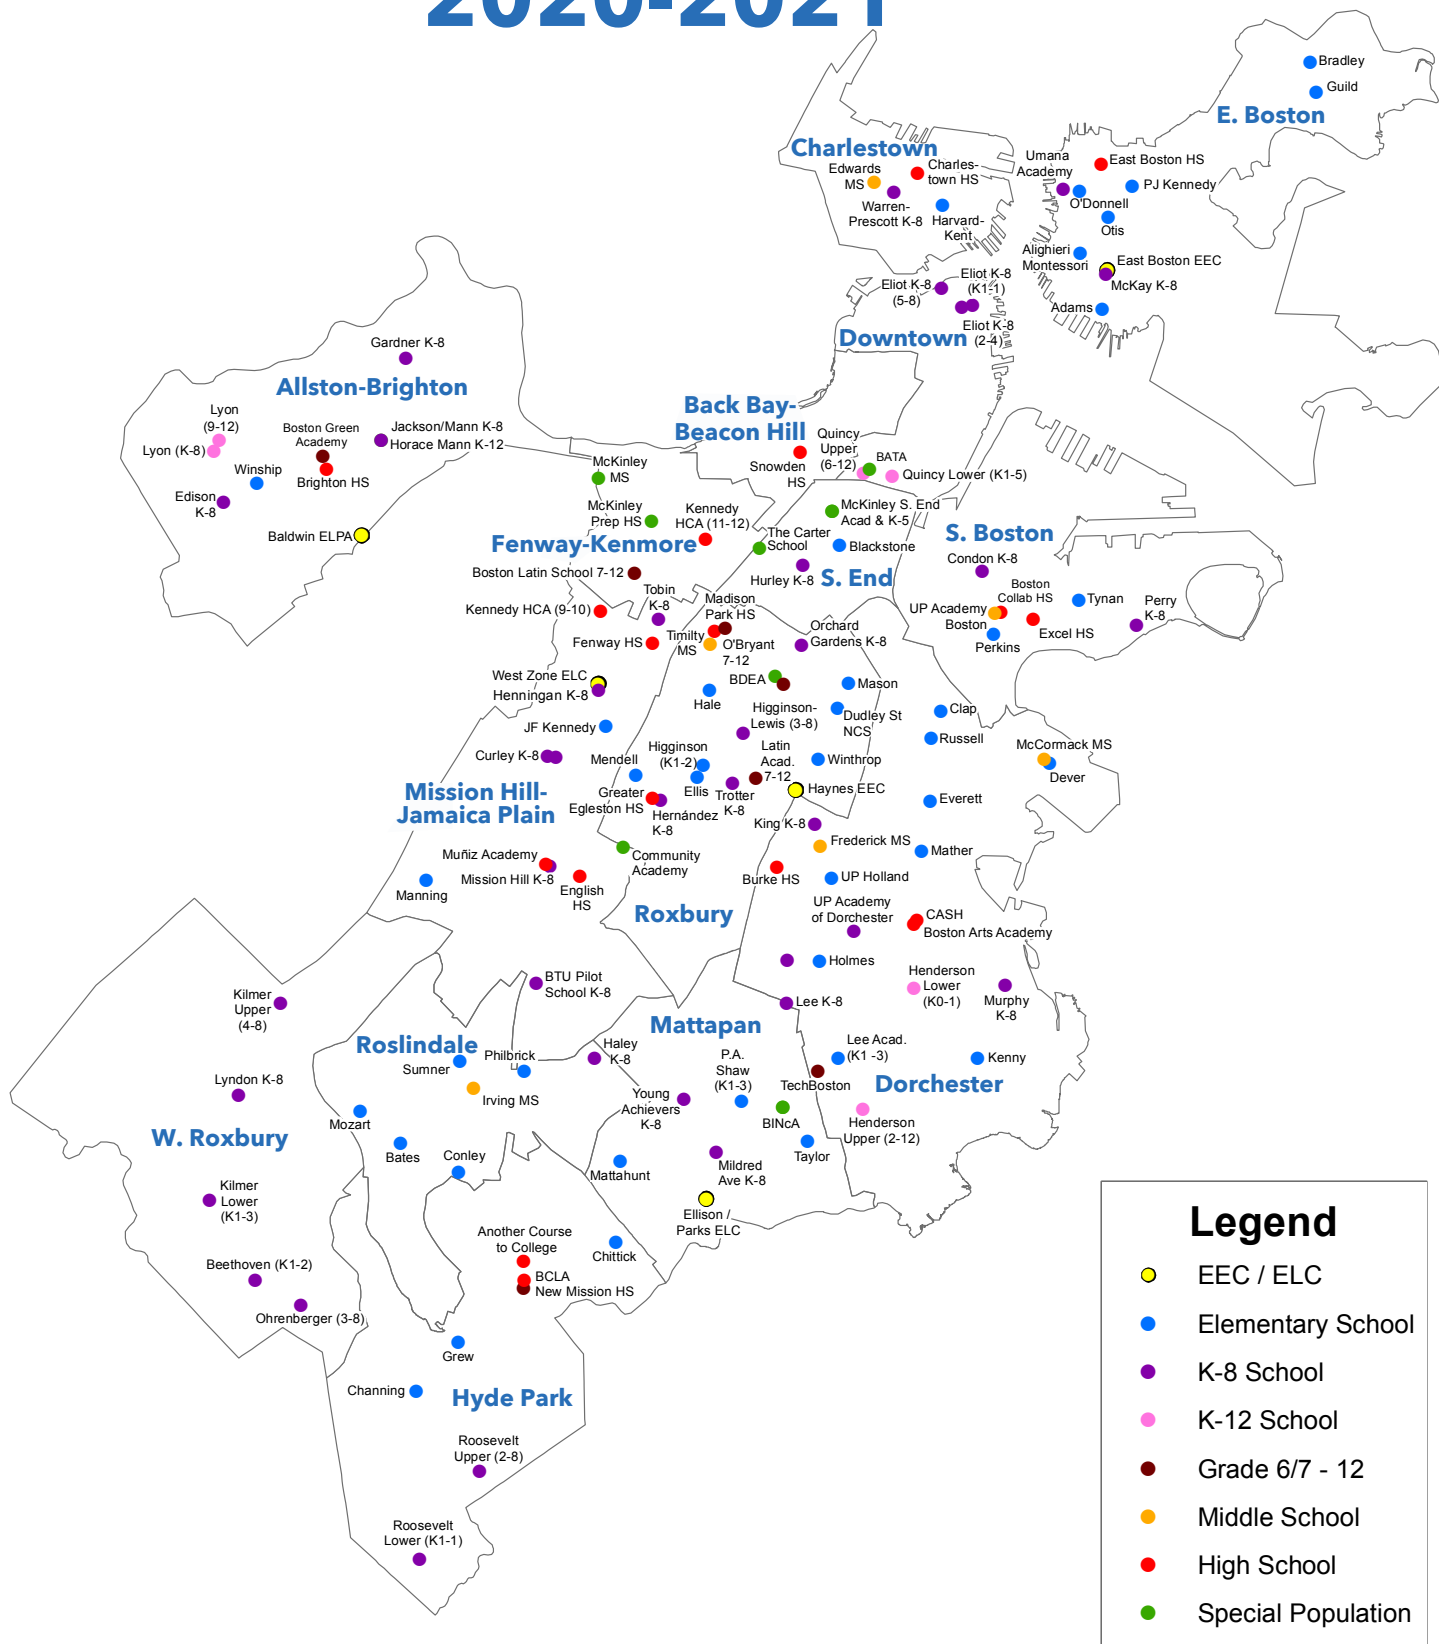 2020-2021
Bradley
Guild
E. Boston
Charlestown
Edwards
MS
Charles-
town HS
Warren-
Prescott K-8
Harvard-
Kent
Umana
Academy
East Boston HS
PJ Kennedy
O'Donnell
Otis
Alighieri
Montessori
East Boston EEC
McKay K-8
Adams
Eliot K-8
(5-8)
Eliot K-8
(K1-1)
Eliot K-8
(2-4)
Downtown
Gardner K-8
Allston-Brighton
Lyon
(9-12)
Lyon (K-8)
Boston Green
Academy
Brighton HS
Jackson/Mann K-8
Horace Mann K-12
Winship
Edison
K-8
Baldwin ELPA
Back Bay-
Beacon Hill
Snowden
HS
Quincy
Upper
(6-12)
BATA
Quincy Lower (K1-5)
McKinley
MS
McKinley
Prep HS
Kennedy
HCA (11-12)
McKinley S. End
Acad & K-5
The Carter
School
Blackstone
Fenway-Kenmore
Hurley K-8
S. End
S. Boston
Condon K-8
Boston
Collab HS
UP Academy
Boston
Perkins
Excel HS
Tynan
Perry
K-8
Boston Latin School 7-12
Tobin
K-8
Kennedy HCA (9-10)
Fenway HS
Madison
Park HS
Timilty
MS
O'Bryant
7-12
Orchard
Gardens K-8
West Zone ELC
Henningan K-8
BDEA
Hale
Mason
Higginson-
Lewis (3-8)
Dudley St
NCS
Clap
Russell
JF Kennedy
Curley K-8
Mendell
Higginson
(K1-2)
Ellis
Latin
Acad.
7-12
Trotter
K-8
Winthrop
Haynes EEC
McCormack MS
Dever
Mission Hill-
Jamaica Plain
Greater
Egleston HS
Hernández
K-8
Everett
King K-8
Frederick MS
Mather
Muñiz Academy
Mission Hill K-8
English
HS
Community
Academy
Manning
Burke HS
UP Holland
UP Academy
of Dorchester
Roxbury
CASH
Boston Arts Academy
Holmes
Henderson
Lower
(K0-1)
Murphy
K-8
Lee K-8
BTU Pilot
School K-8
Kilmer
Upper
(4-8)
Mattapan
Roslindale
Sumner
Philbrick
Haley
K-8
P.A.
Shaw
(K1-3)
Lee Acad.
(K1 -3)
Kenny
TechBoston
Dorchester
Irving MS
Lyndon K-8
Young
Achievers
K-8
BINcA
Henderson
Upper (2-12)
Mozart
W. Roxbury
Bates
Conley
Mattahunt
Mildred
Ave K-8
Taylor
Kilmer
Lower
(K1-3)
Ellison /
Parks ELC
Another Course
to College
BCLA
New Mission HS
Chittick
Beethoven (K1-2)
Ohrenberger (3-8)
Grew
Channing
Hyde Park
Roosevelt
Upper (2-8)
Roosevelt
Lower (K1-1)
Legend
EEC / ELC
Elementary School
K-8 School
K-12 School
Grade 6/7 - 12
Middle School
High School
Special Population